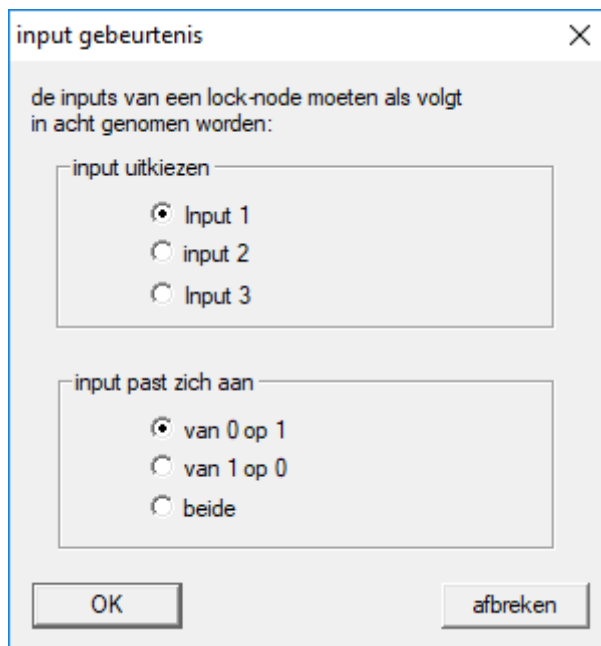 input gebeurtenis
de inputs van een lock-node moeten als volgt
in acht genomen worden:
input uitkiezen
Input 1
input 2
Input 3
input past zich aan
van 0 op 1
van 1 op 0
beide
OK
afbreken